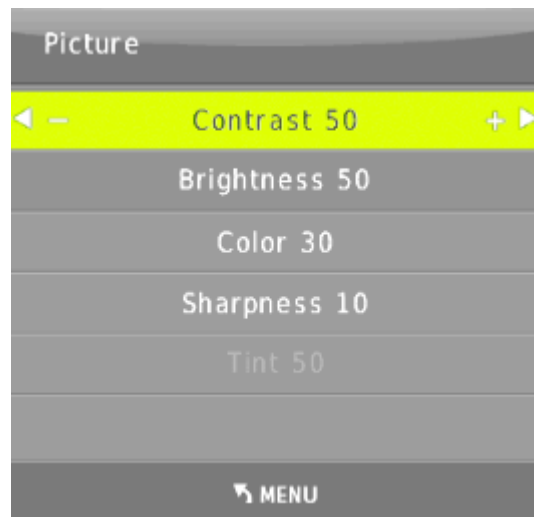 Picture
− Contrast 50 +
Brightness 50
Color 30
Sharpness 10
Tint 50
MENU